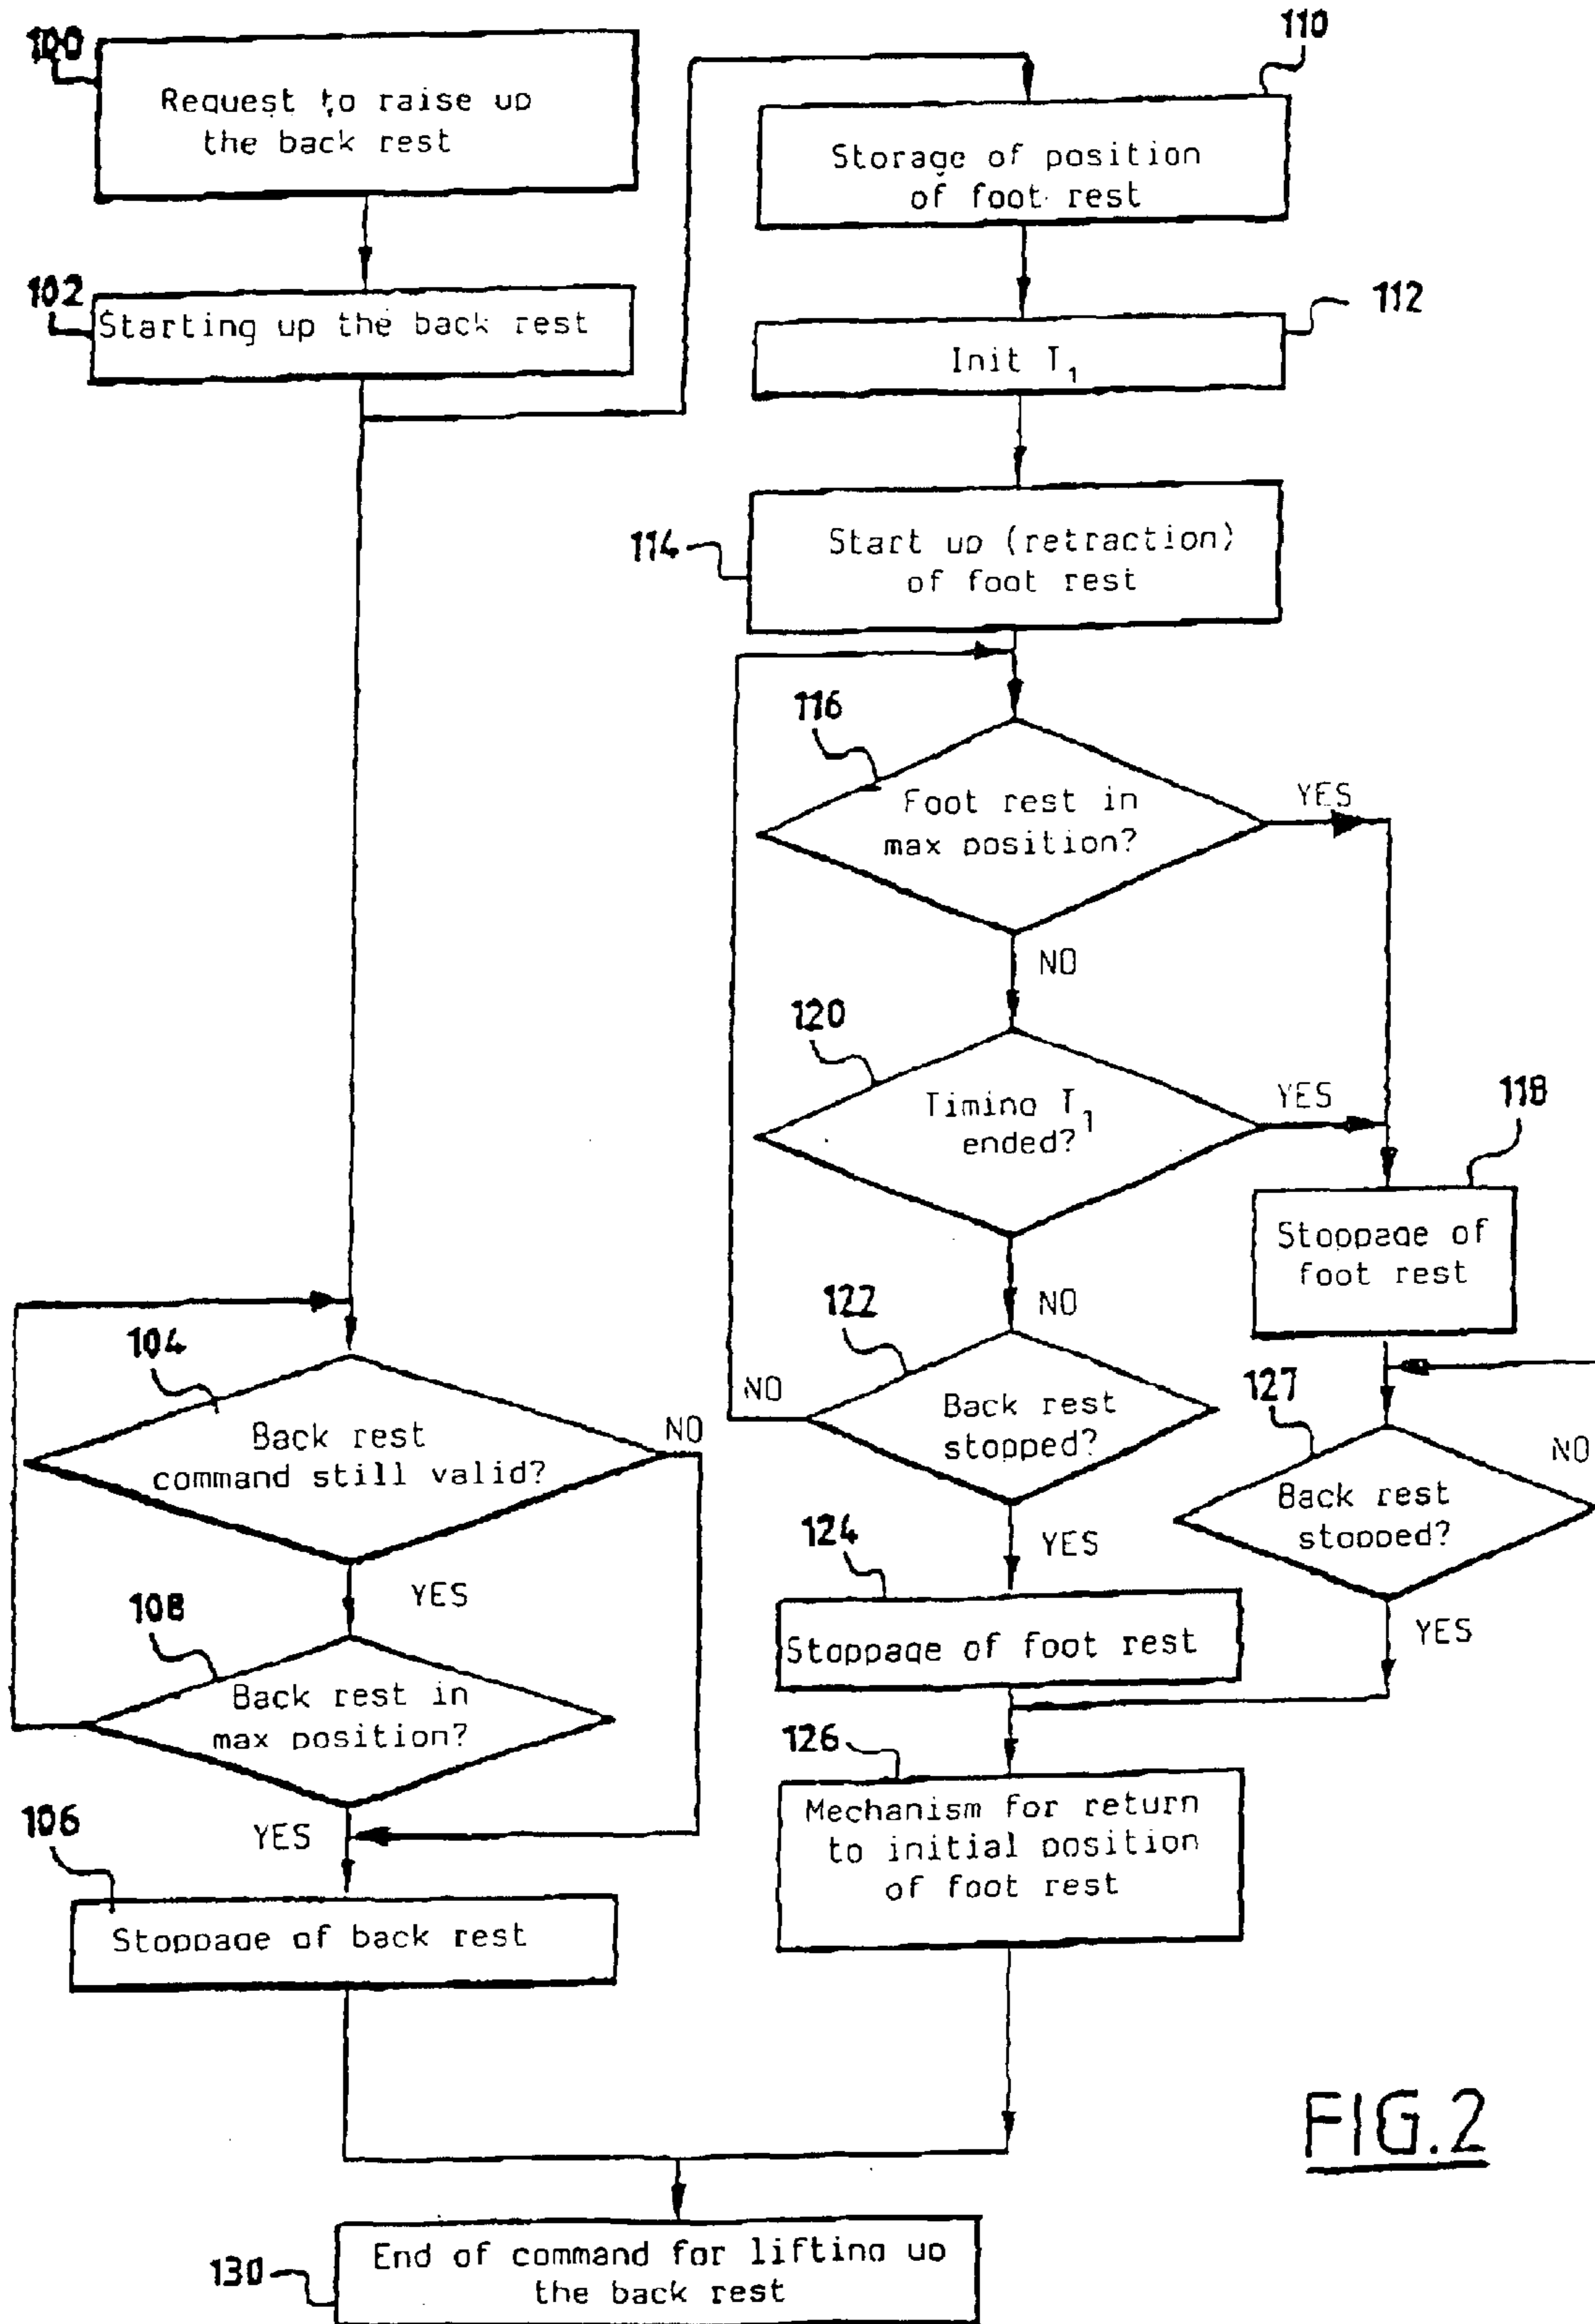 100
Request to raise up
the back rest
102
Starting up the back rest
110
Storage of position
of foot rest
112
Init T1
114
Start up (retraction)
of foot rest
116
Foot rest in
max position?
YES
NO
120
Timing T1
ended?
YES
NO
118
Stoppage of
foot rest
122
Back rest
stopped?
NO
YES
127
Back rest
stopped?
NO
YES
124
Stoppage of foot rest
126
Mechanism for return
to initial position
of foot rest
104
Back rest
command still valid?
NO
YES
108
Back rest in
max position?
YES
106
Stoppage of back rest
130
End of command for lifting up
the back rest
FIG.2